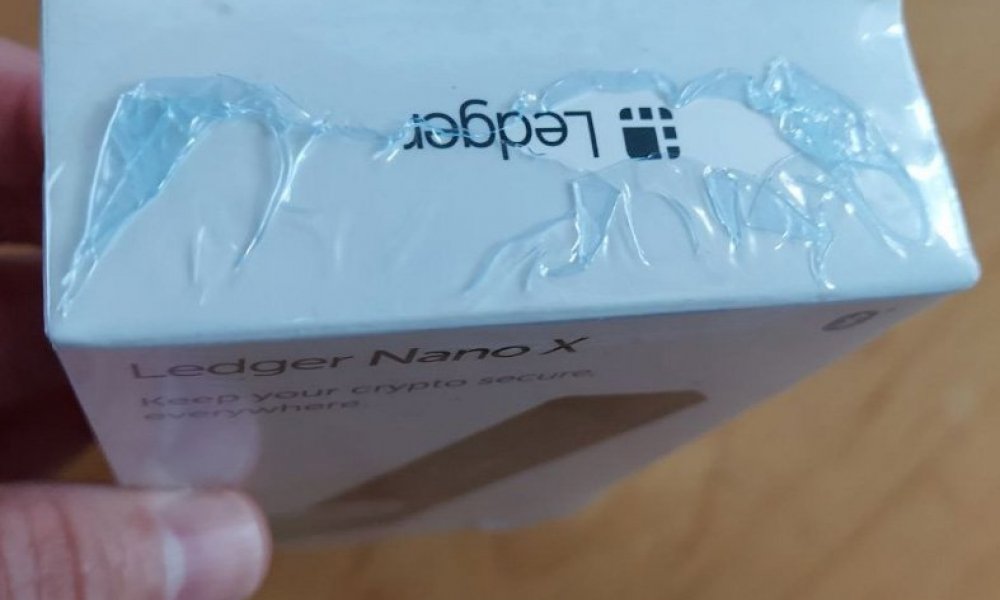 Ledger
Ledger Nano X
Keep your crypto secure,
everywhere.